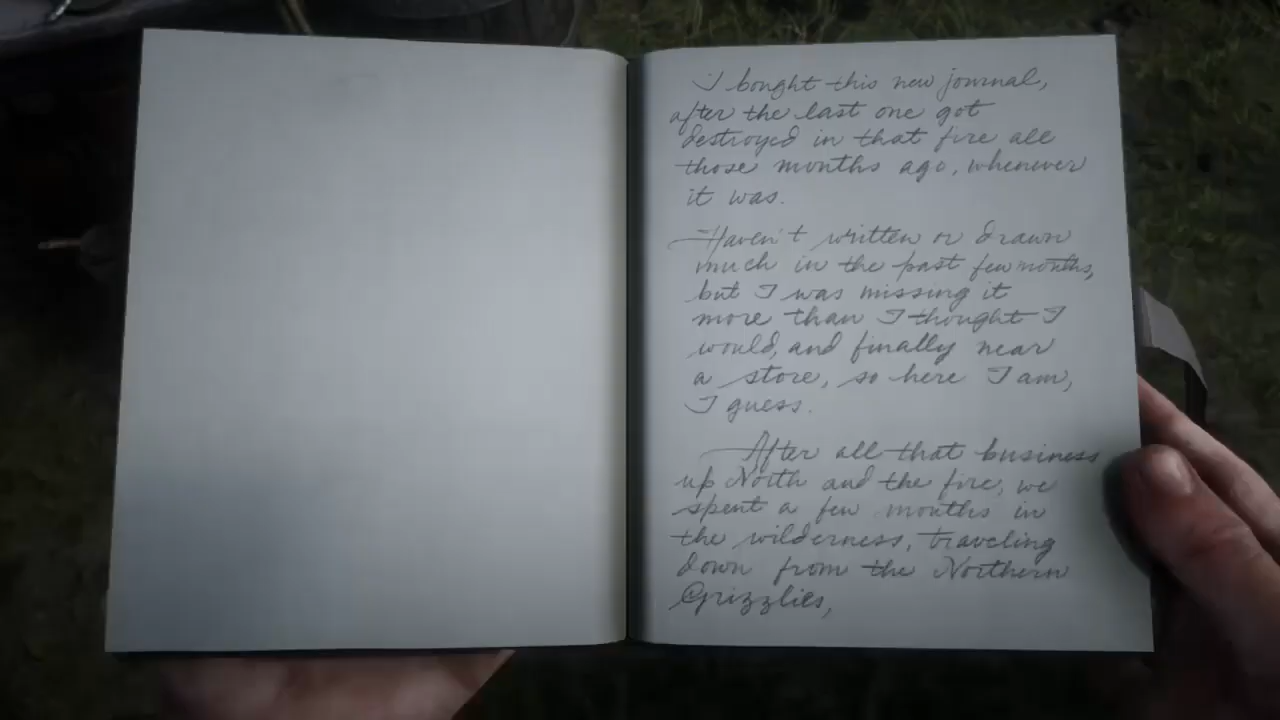 I bought this new journal,
after the last one got
destroyed in that fire all
those months ago, whenever
it was.
Haven't written or drawn
much in the past few months,
but I was missing it
more than I thought I
would, and finally near
a store, so here I am,
I guess.
After all that business
up North and the fire, we
spent a few months in
the wilderness, traveling
down from the Northern
Grizzlies,